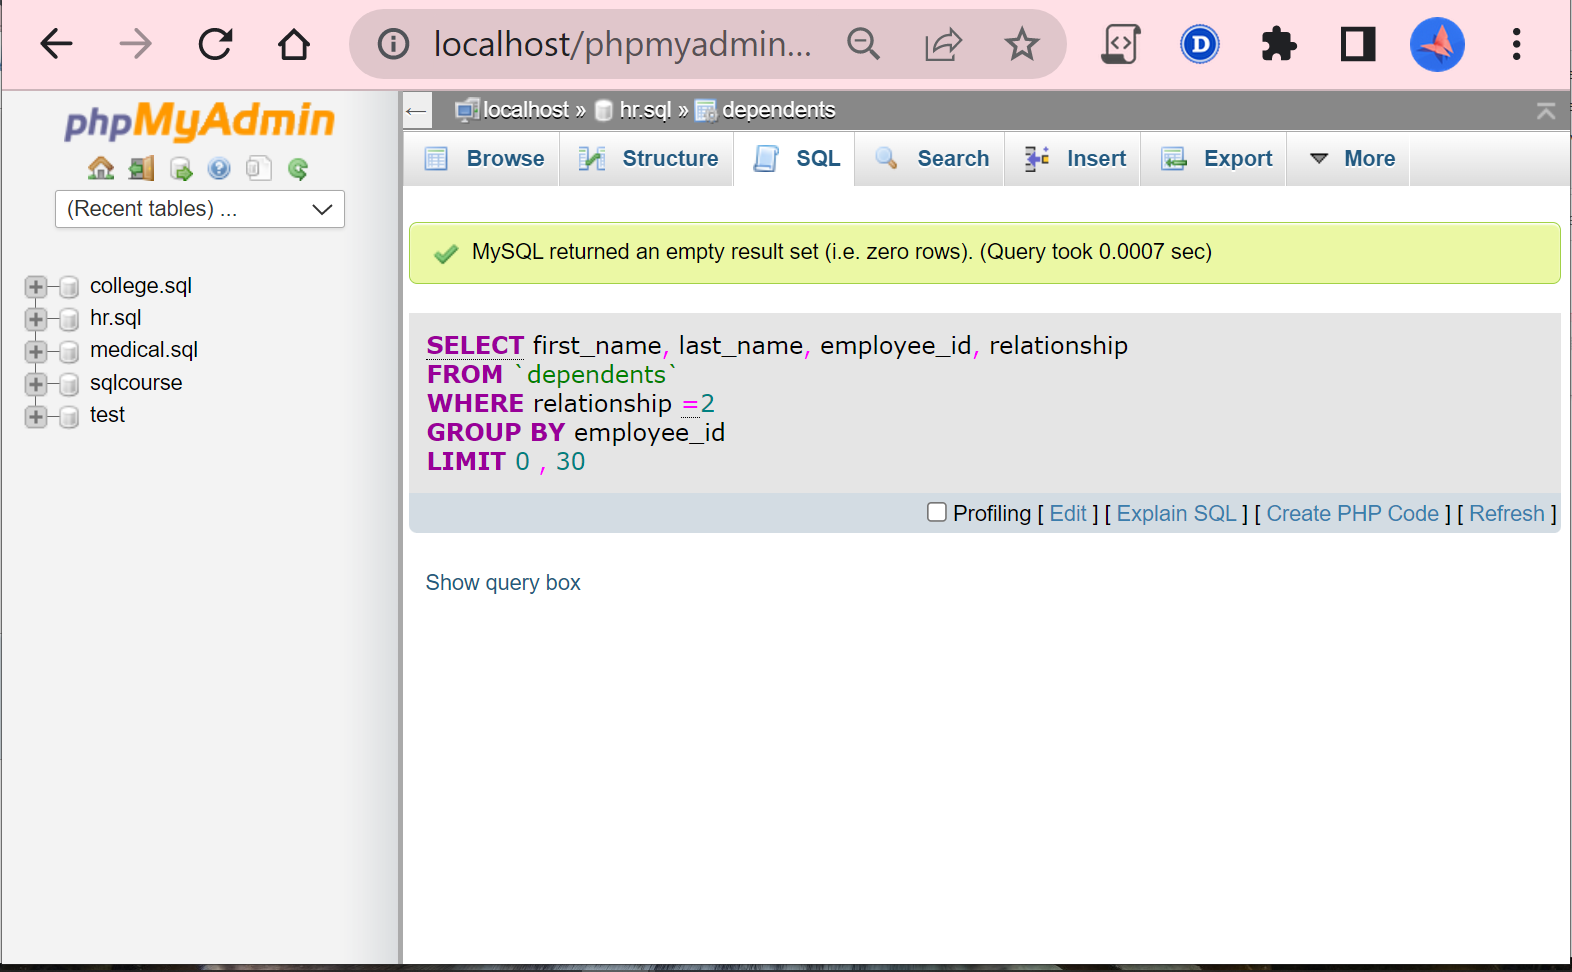 localhost/phpmyadmin...
D
phpMyAdmin
(Recent tables) ...
college.sql
hr.sql
medical.sql
sqlcourse
test
localhost » hr.sql » dependents
Browse Structure SQL Search Insert Export More
MySQL returned an empty result set (i.e. zero rows). (Query took 0.0007 sec)
SELECT first_name, last_name, employee_id, relationship
FROM `dependents`
WHERE relationship =2
GROUP BY employee_id
LIMIT 0 , 30
Profiling [ Edit ] [ Explain SQL ] [ Create PHP Code ] [ Refresh ]
Show query box